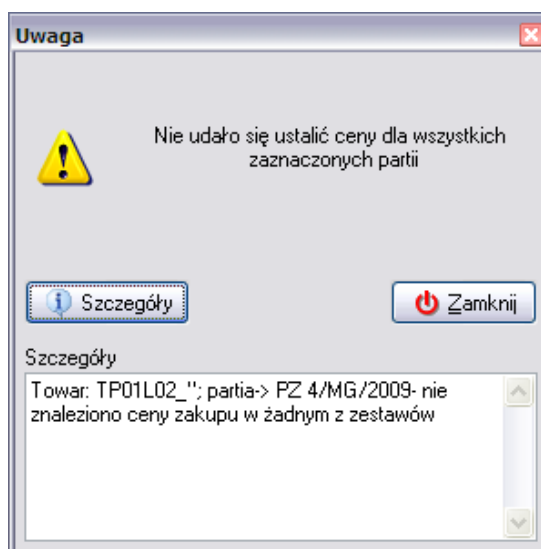 Uwaga
Nie udało się ustalić ceny dla wszystkich
zaznaczonych partii
Szczegóły
Zamknij
Szczegóły
Towar: TP01L02_''; partia-> PZ 4/MG/2009- nie
znaleziono ceny zakupu w żadnym z zestawów